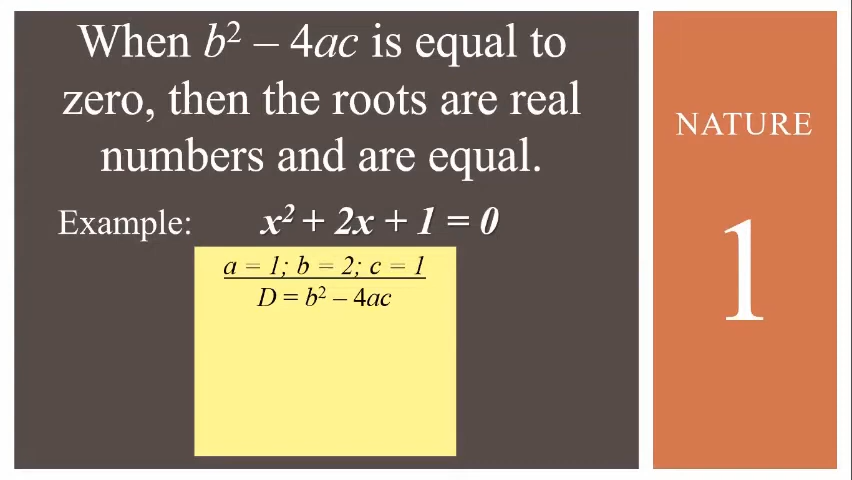 When b² – 4ac is equal to
zero, then the roots are real
numbers and are equal.
Example: x² + 2x + 1 = 0
a = 1; b = 2; c = 1
D = b² – 4ac
NATURE
1